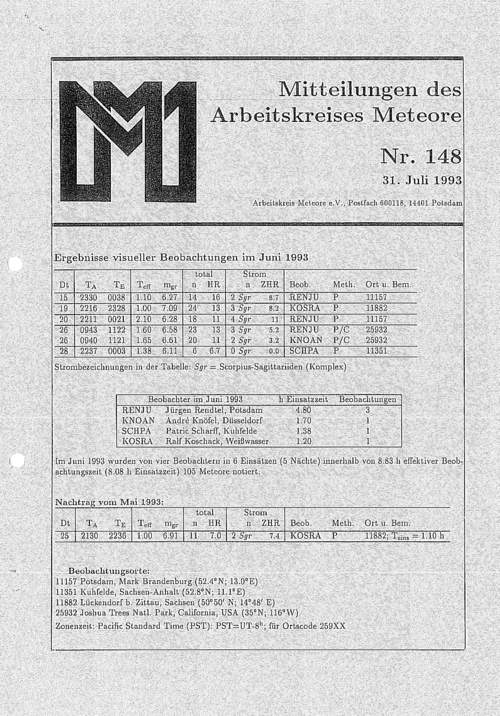 MM
Mitteilungen des
Arbeitskreises Meteore
Nr. 148
31. Juli 1993
Arbeitskreis Meteore e.V., Postfach 600118, 14401 Potsdam
Ergebnisse visueller Beobachtungen im Juni 1993
total Strom
Dt TA TE Teff mgr n HR n ZHR Beob. Meth. Ort u. Bem.
15 2330 0038 1.10 6.27 14 16 2 Sgr 8.7 RENJU P 11157
19 2216 2328 1.00 7.09 24 13 3 Sgr 8.2 KOSRA P 11882
20 2211 0021 2.10 6.28 18 11 4 Sgr 11 RENJU P 11157
26 0943 1122 1.60 6.58 23 13 3 Sgr 5.2 RENJU P/C 25932
26 0940 1121 1.65 6.61 20 11 2 Sgr 3.2 KNOAN P/C 25932
28 2237 0003 1.38 6.11 6 6.7 0 Sgr 0.0 SCHPA P 11351
Strombezeichnungen in der Tabelle: Sgr = Scorpius-Sagittariiden (Komplex)
Beobachter im Juni 1993 h Einsatzzeit Beobachtungen
RENJU Jürgen Rendtel, Potsdam 4.80 3
KNOAN André Knöfel, Düsseldorf 1.70 1
SCHPA Patric Scharff, Kuhfelde 1.38 1
KOSRA Ralf Koschack, Weißwasser 1.20 1
Im Juni 1993 wurden von vier Beobachtern in 6 Einsätzen (5 Nächte) innerhalb von 8.83 h effektiver Beob-
achtungszeit (8.08 h Einsatzzeit) 105 Meteore notiert.
Nachtrag vom Mai 1993:
total Strom
Dt TA TE Teff mgr n HR n ZHR Beob. Meth. Ort u. Bem.
25 2130 2236 1.00 6.91 11 7.0 2 Sgr 7.4 KOSRA P 11882; Teins = 1.10 h
Beobachtungsorte:
11157 Potsdam, Mark Brandenburg (52.4°N; 13.0°E)
11351 Kuhfelde, Sachsen-Anhalt (52.8°N; 11.1°E)
11882 Lückendorf b. Zittau, Sachsen (50°50' N; 14°48' E)
25932 Joshua Trees Natl. Park, California, USA (35°N; 116°W)
Zonenzeit: Pacific Standard Time (PST): PST=UT-8h; für Ortscode 259XX